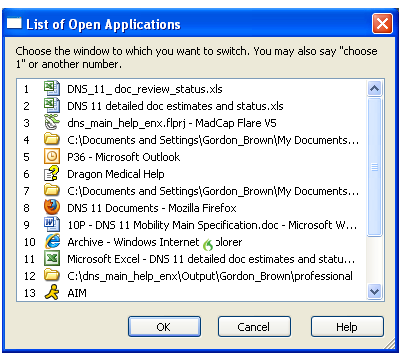 List of Open Applications
Choose the window to which you want to switch. You may also say "choose
1" or another number.
1 DNS_11_ doc_review_status.xls
2 DNS 11 detailed doc estimates and status.xls
3 dns_main_help_enx.flprj - MadCap Flare V5
4 C:\Documents and Settings\Gordon_Brown\My Documents...
5 P36 - Microsoft Outlook
6 Dragon Medical Help
7 C:\Documents and Settings\Gordon_Brown\My Documents...
8 DNS 11 Documents - Mozilla Firefox
9 10P - DNS 11 Mobility Main Specification.doc - Microsoft W...
10 Archive - Windows Internet plorer
11 Microsoft Excel - DNS 11 detailed doc estimates and statu...
12 C:\dns_main_help_enx\Output\Gordon_Brown\professional
13 AIM
OK Cancel Help